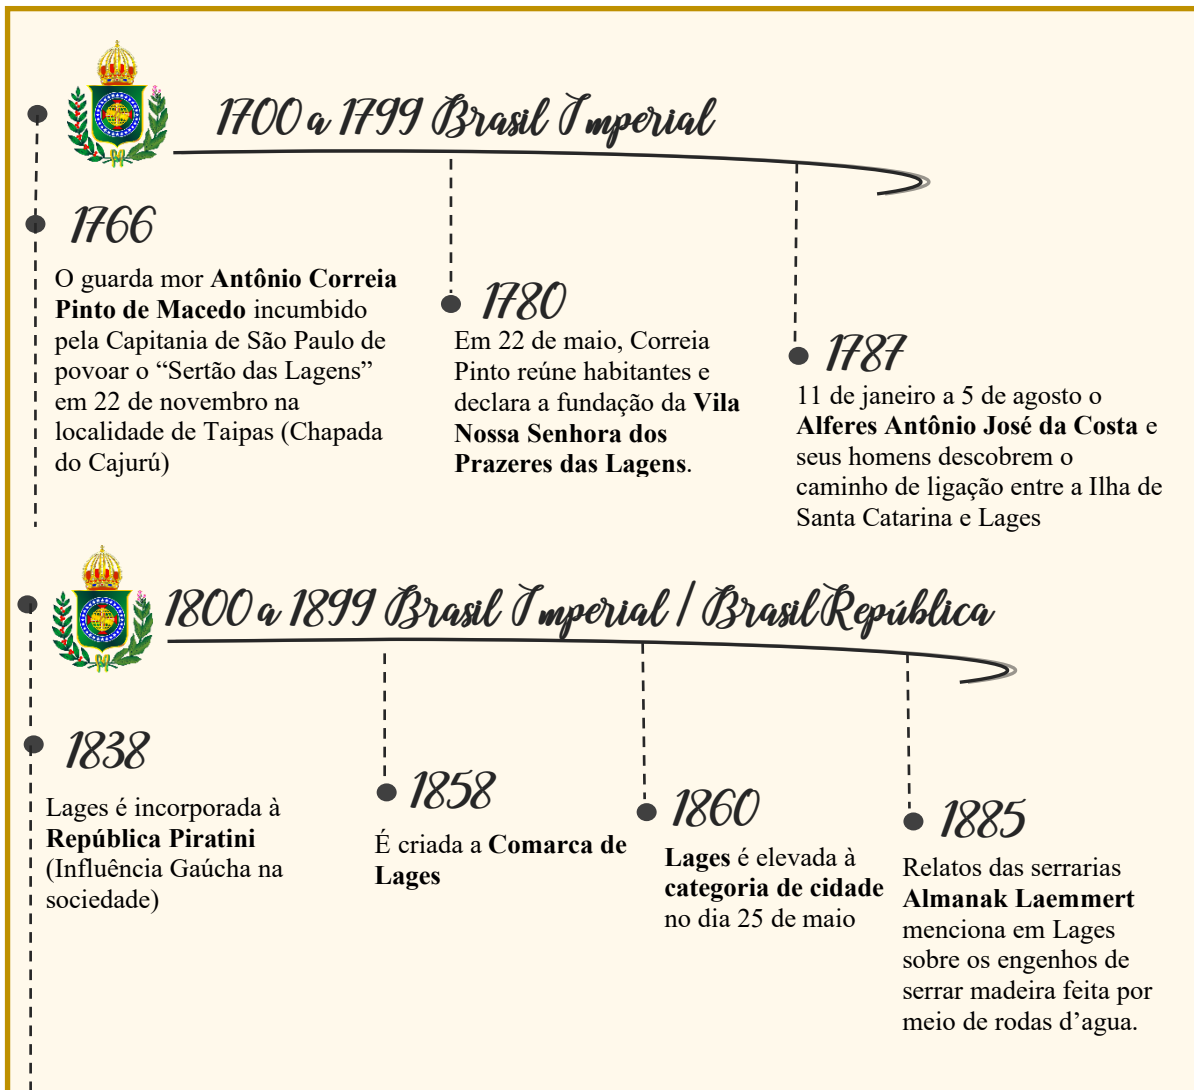 1700 a 1799 Brasil Imperial
1766
O guarda mor Antônio Correia
Pinto de Macedo incumbido
pela Capitania de São Paulo de
povoar o “Sertão das Lagens”
em 22 de novembro na
localidade de Taipas (Chapada
do Cajurú)
1780
Em 22 de maio, Correia
Pinto reúne habitantes e
declara a fundação da Vila
Nossa Senhora dos
Prazeres das Lagens.
1787
11 de janeiro a 5 de agosto o
Alferes Antônio José da Costa e
seus homens descobrem o
caminho de ligação entre a Ilha de
Santa Catarina e Lages
1800 a 1899 Brasil Imperial / Brasil República
1838
Lages é incorporada à
República Piratini
(Influência Gaúcha na
sociedade)
1858
É criada a Comarca de
Lages
1860
Lages é elevada à
categoria de cidade
no dia 25 de maio
1885
Relatos das serrarias
Almanak Laemmert
menciona em Lages
sobre os engenhos de
serrar madeira feita por
meio de rodas d’agua.